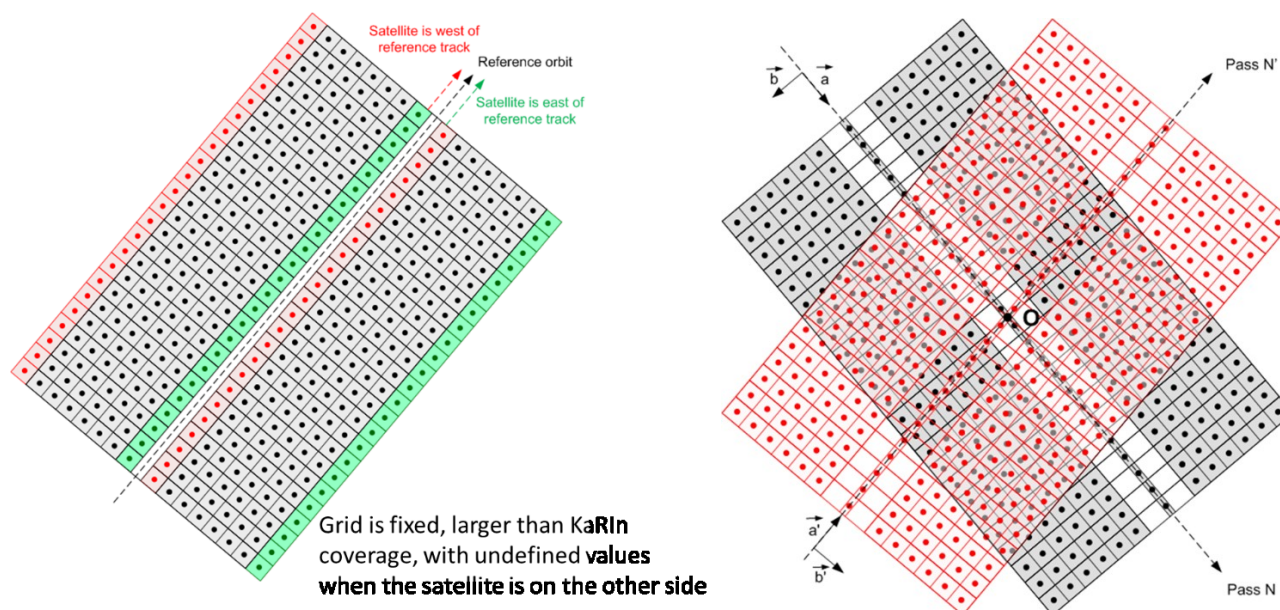 Satellite is west of
reference track
Reference orbit
Satellite is east of
reference track
Grid is fixed, larger than KaRIn
coverage, with undefined values
when the satellite is on the other side
b
a
Pass N'
O
a'
b'
Pass N